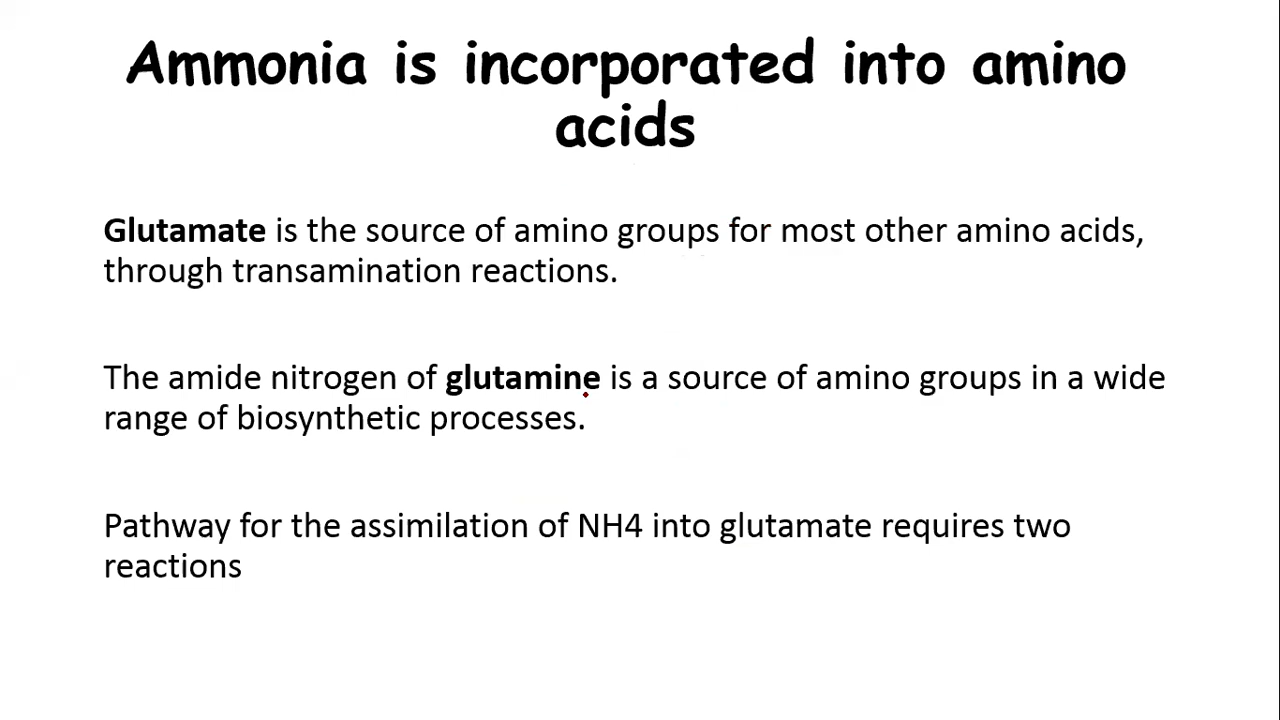 Ammonia is incorporated into amino
acids
Glutamate is the source of amino groups for most other amino acids,
through transamination reactions.
The amide nitrogen of glutamine is a source of amino groups in a wide
range of biosynthetic processes.
Pathway for the assimilation of NH4 into glutamate requires two
reactions